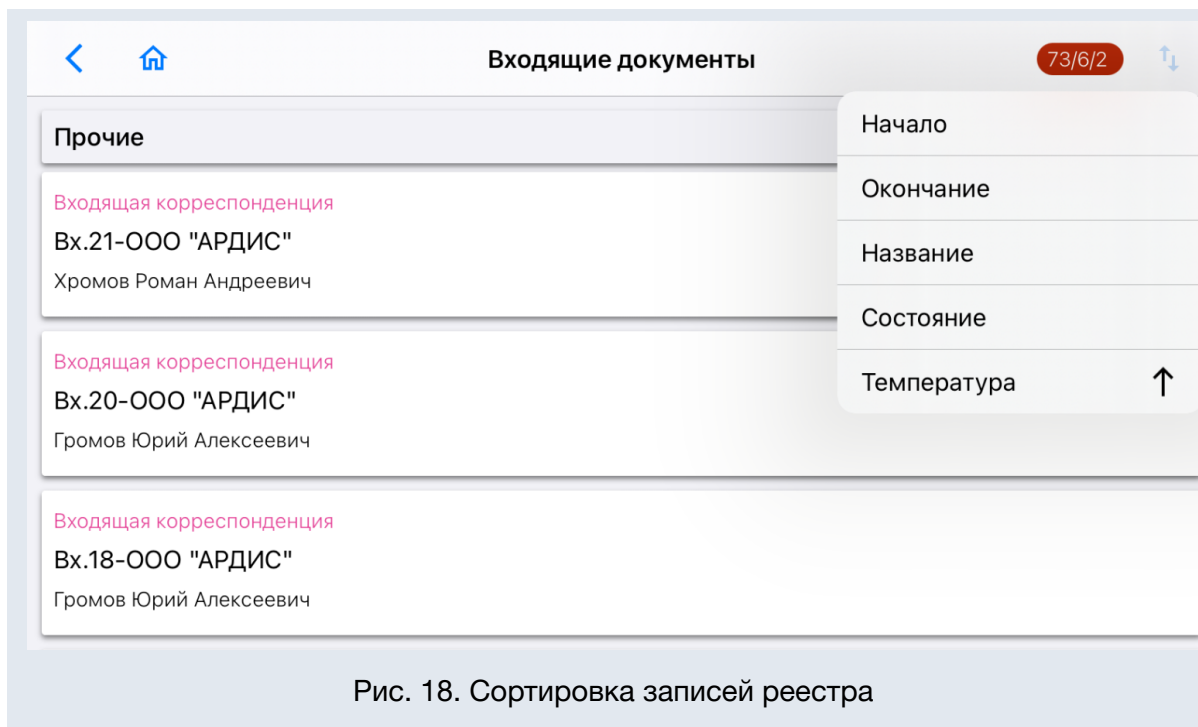 Входящие документы
73/6/2
Прочие
Входящая корреспонденция
Вх.21-ООО "АРДИС"
Хромов Роман Андреевич
Входящая корреспонденция
Вх.20-ООО "АРДИС"
Громов Юрий Алексеевич
Входящая корреспонденция
Вх.18-ООО "АРДИС"
Громов Юрий Алексеевич
Начало
Окончание
Название
Состояние
Температура
Рис. 18. Сортировка записей реестра